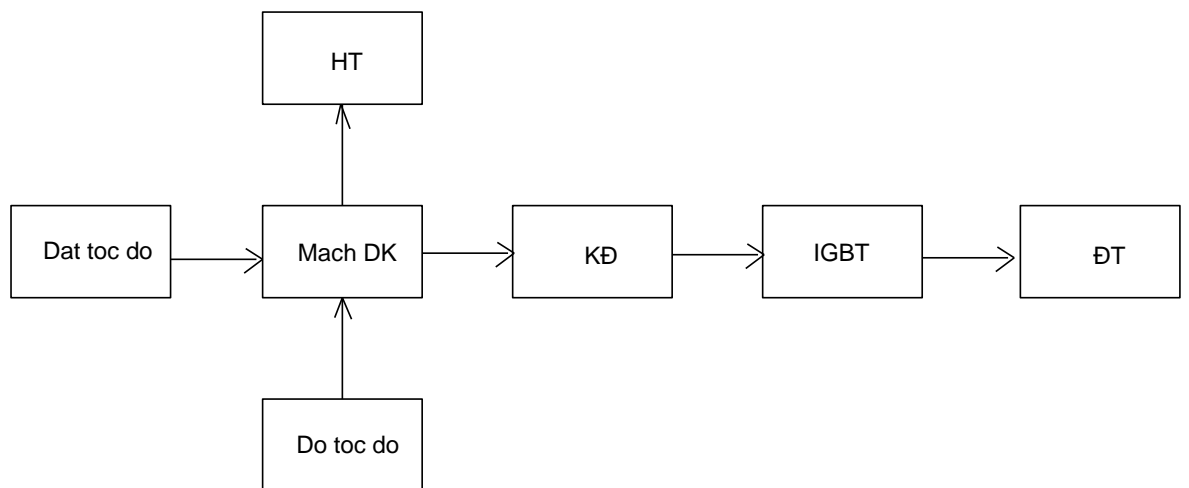 HT
Dat toc do
Mach DK
KĐ
IGBT
ĐT
Do toc do